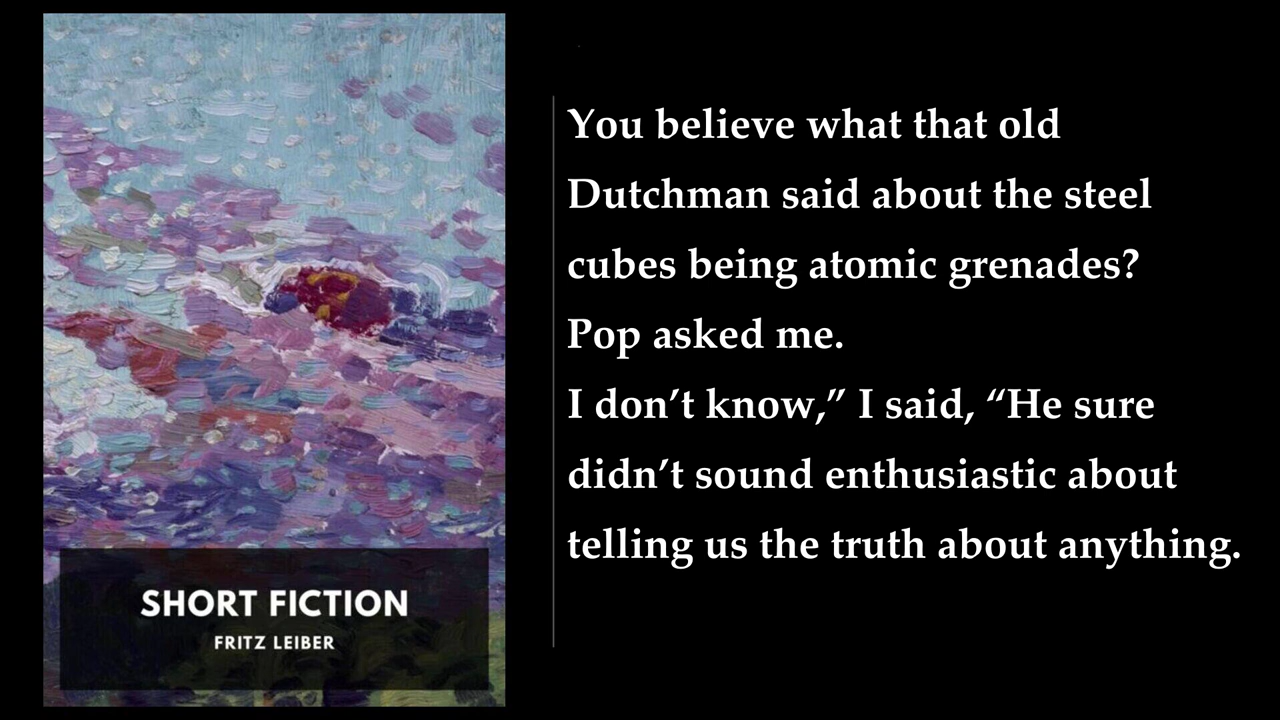 SHORT FICTION
FRITZ LEIBER
You believe what that old
Dutchman said about the steel
cubes being atomic grenades?
Pop asked me.
I don’t know,” I said, “He sure
didn’t sound enthusiastic about
telling us the truth about anything.